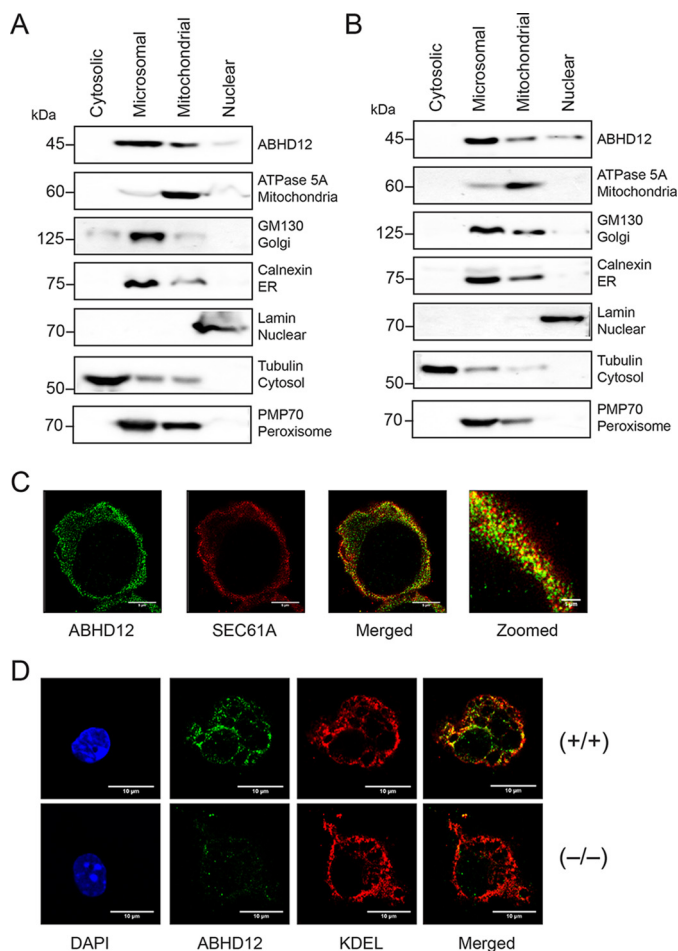 A
Cytosolic
Microsomal
Mitochondrial
Nuclear
kDa
45
ABHD12
60
ATPase 5A
Mitochondria
125
GM130
Golgi
75
Calnexin
ER
70
Lamin
Nuclear
50
Tubulin
Cytosol
70
PMP70
Peroxisome
B
Cytosolic
Microsomal
Mitochondrial
Nuclear
kDa
45
ABHD12
60
ATPase 5A
Mitochondria
125
GM130
Golgi
75
Calnexin
ER
70
Lamin
Nuclear
50
Tubulin
Cytosol
70
PMP70
Peroxisome
C
ABHD12 SEC61A Merged Zoomed
D
10 µm 10 µm 10 µm 10 µm
(+/+)
10 µm 10 µm 10 µm 10 µm
(–/–)
DAPI ABHD12 KDEL Merged